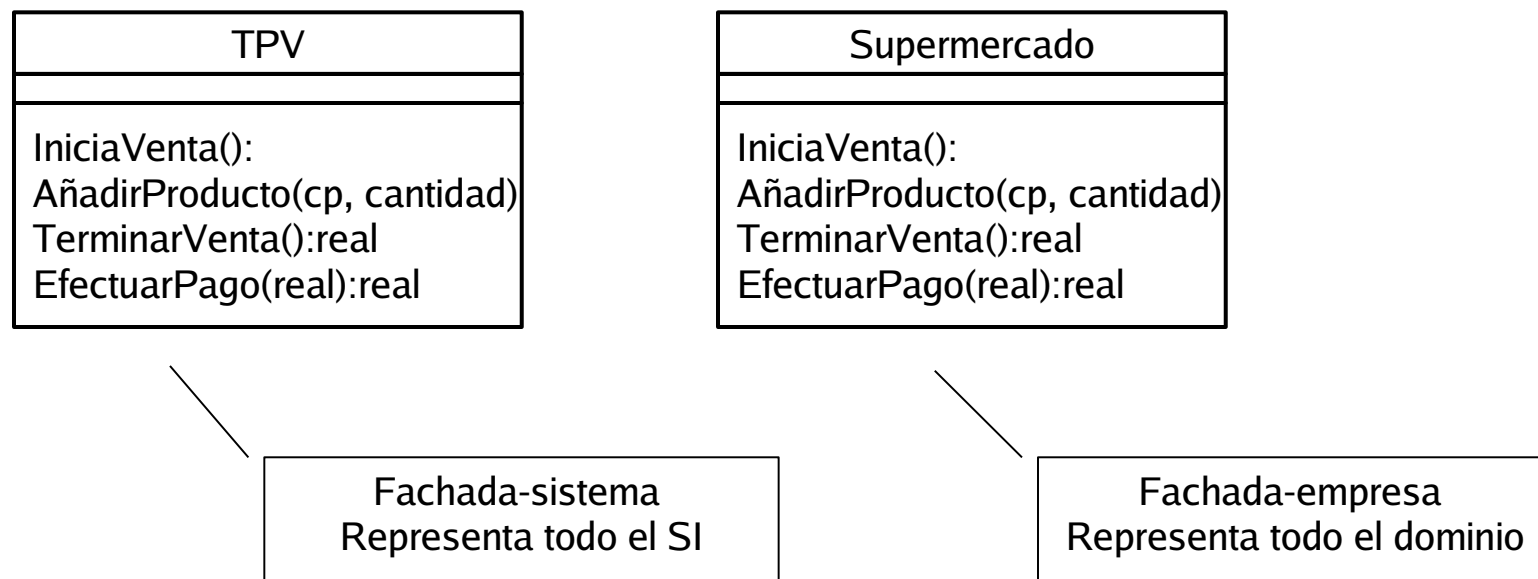 TPV
IniciaVenta():
AñadirProducto(cp, cantidad)
TerminarVenta():real
EfectuarPago(real):real
Supermercado
IniciaVenta():
AñadirProducto(cp, cantidad)
TerminarVenta():real
EfectuarPago(real):real
Fachada-sistema
Representa todo el SI
Fachada-empresa
Representa todo el dominio